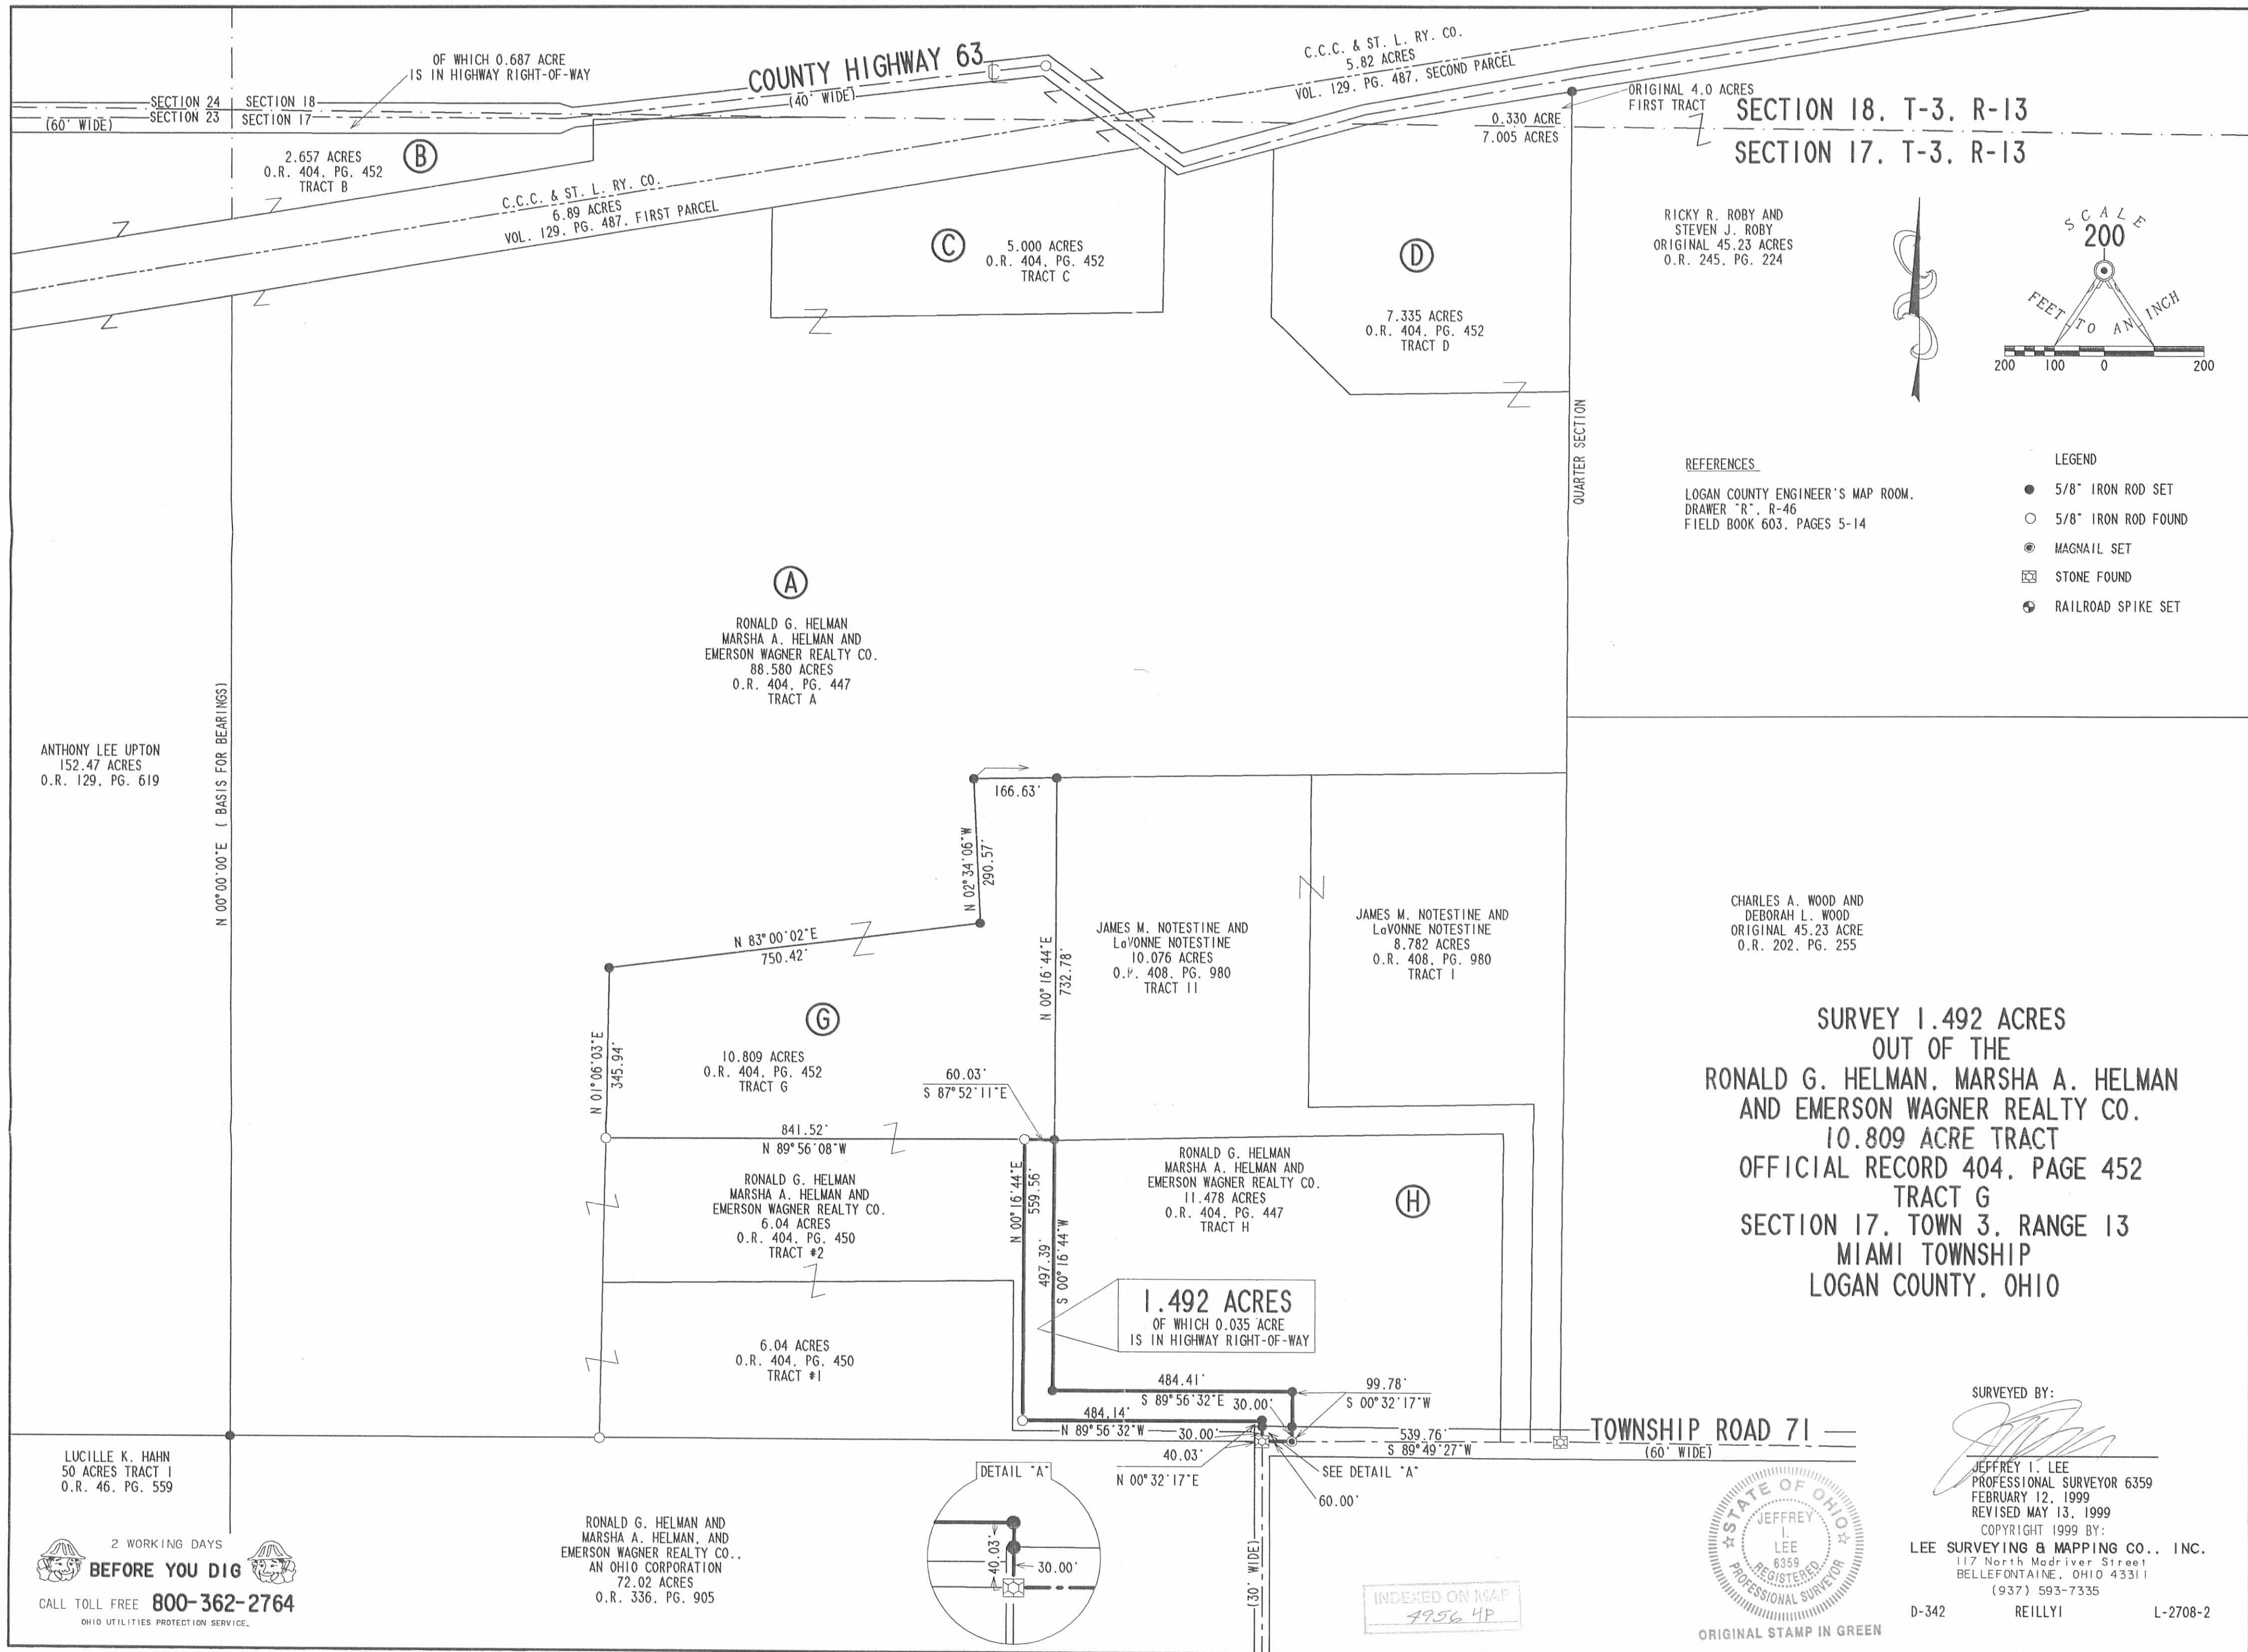 OF WHICH 0.687 ACRE
IS IN HIGHWAY RIGHT-OF-WAY
COUNTY HIGHWAY 63
(40' WIDE)
C.C.C. & ST. L. RY. CO.
5.82 ACRES
VOL. 129, PG. 487, SECOND PARCEL
SECTION 24 SECTION 18
SECTION 23 SECTION 17
(60' WIDE)
ORIGINAL 4.0 ACRES
FIRST TRACT
0.330 ACRE
7.005 ACRES
SECTION 18, T-3, R-13
SECTION 17, T-3, R-13
2.657 ACRES
O.R. 404, PG. 452
TRACT B
B
C.C.C. & ST. L. RY. CO.
6.89 ACRES
VOL. 129, PG. 487, FIRST PARCEL
C
5.000 ACRES
O.R. 404, PG. 452
TRACT C
D
7.335 ACRES
O.R. 404, PG. 452
TRACT D
RICKY R. ROBY AND
STEVEN J. ROBY
ORIGINAL 45.23 ACRES
O.R. 245, PG. 224
SCALE
200
FEET TO AN INCH
200 100 0 200
QUARTER SECTION
REFERENCES
LOGAN COUNTY ENGINEER'S MAP ROOM,
DRAWER "R", R-46
FIELD BOOK 603, PAGES 5-14
LEGEND
5/8" IRON ROD SET
5/8" IRON ROD FOUND
MAGNAIL SET
STONE FOUND
RAILROAD SPIKE SET
A
RONALD G. HELMAN
MARSHA A. HELMAN AND
EMERSON WAGNER REALTY CO.
88.580 ACRES
O.R. 404, PG. 447
TRACT A
ANTHONY LEE UPTON
152.47 ACRES
O.R. 129, PG. 619
N 00°00'00"E ( BASIS FOR BEARINGS)
166.63'
N 02°34'06"W
290.57'
N 83°00'02"E
750.42'
N 00°16'44"E
732.78'
JAMES M. NOTESTINE AND
LaVONNE NOTESTINE
10.076 ACRES
O.R. 408, PG. 980
TRACT II
JAMES M. NOTESTINE AND
LaVONNE NOTESTINE
8.782 ACRES
O.R. 408, PG. 980
TRACT I
CHARLES A. WOOD AND
DEBORAH L. WOOD
ORIGINAL 45.23 ACRE
O.R. 202, PG. 255
G
10.809 ACRES
O.R. 404, PG. 452
TRACT G
N 01°06'03"E
345.94'
60.03'
S 87°52'11"E
841.52'
N 89°56'08"W
RONALD G. HELMAN
MARSHA A. HELMAN AND
EMERSON WAGNER REALTY CO.
6.04 ACRES
O.R. 404, PG. 450
TRACT #2
N 00°16'44"E
559.56'
497.39'
S 00°16'44"W
RONALD G. HELMAN
MARSHA A. HELMAN AND
EMERSON WAGNER REALTY CO.
11.478 ACRES
O.R. 404, PG. 447
TRACT H
H
SURVEY 1.492 ACRES
OUT OF THE
RONALD G. HELMAN, MARSHA A. HELMAN
AND EMERSON WAGNER REALTY CO.
10.809 ACRE TRACT
OFFICIAL RECORD 404, PAGE 452
TRACT G
SECTION 17, TOWN 3, RANGE 13
MIAMI TOWNSHIP
LOGAN COUNTY, OHIO
1.492 ACRES
OF WHICH 0.035 ACRE
IS IN HIGHWAY RIGHT-OF-WAY
6.04 ACRES
O.R. 404, PG. 450
TRACT #1
484.41'
S 89°56'32"E
30.00'
99.78'
S 00°32'17"W
484.14'
N 89°56'32"W
30.00'
539.76'
S 89°49'27"W
TOWNSHIP ROAD 71
(60' WIDE)
40.03'
N 00°32'17"E
SEE DETAIL "A"
60.00'
(30' WIDE)
DETAIL "A"
40.03'
30.00'
LUCILLE K. HAHN
50 ACRES TRACT 1
O.R. 46, PG. 559
RONALD G. HELMAN AND
MARSHA A. HELMAN, AND
EMERSON WAGNER REALTY CO.,
AN OHIO CORPORATION
72.02 ACRES
O.R. 336, PG. 905
2 WORKING DAYS
BEFORE YOU DIG
CALL TOLL FREE 800-362-2764
OHIO UTILITIES PROTECTION SERVICE.
INDEXED ON MAP
4956 4P
STATE OF OHIO
JEFFREY
I.
LEE
6359
REGISTERED
PROFESSIONAL SURVEYOR
ORIGINAL STAMP IN GREEN
SURVEYED BY:
JEFFREY I. LEE
PROFESSIONAL SURVEYOR 6359
FEBRUARY 12, 1999
REVISED MAY 13, 1999
COPYRIGHT 1999 BY:
LEE SURVEYING & MAPPING CO., INC.
117 North Madriver Street
BELLEFONTAINE, OHIO 43311
(937) 593-7335
D-342 REILLY1 L-2708-2